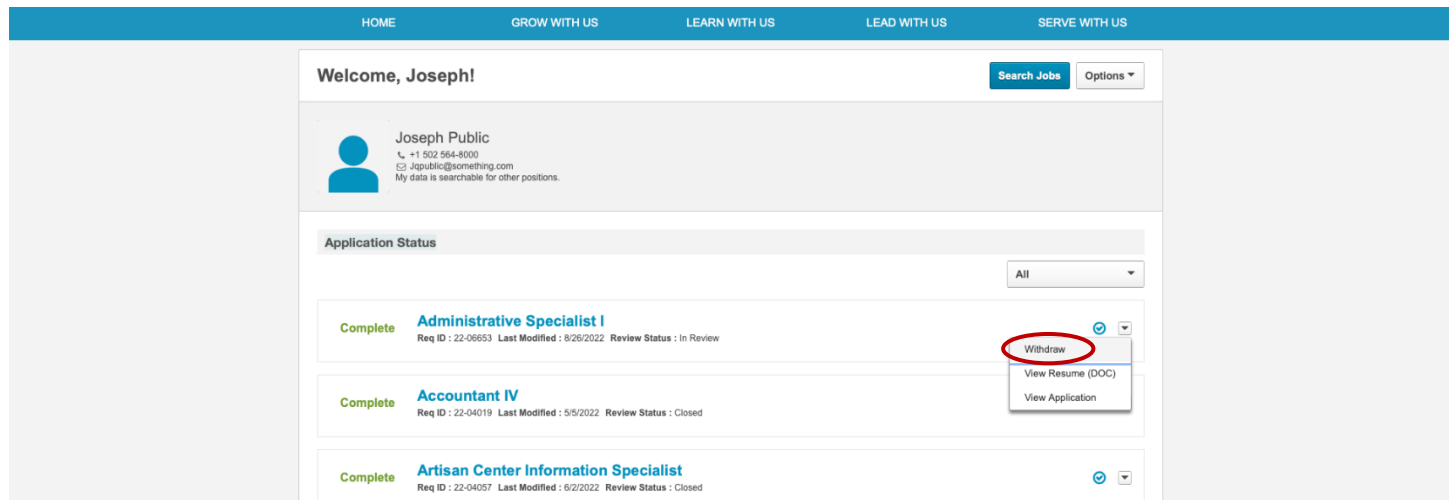 HOME GROW WITH US LEARN WITH US LEAD WITH US SERVE WITH US
Welcome, Joseph!
Search Jobs
Options
Joseph Public
+1 502 564-8000
Jqpublic@something.com
My data is searchable for other positions.
Application Status
All
Complete
Administrative Specialist I
Req ID : 22-06653 Last Modified : 8/26/2022 Review Status : In Review
Withdraw
View Resume (DOC)
View Application
Complete
Accountant IV
Req ID : 22-04019 Last Modified : 5/5/2022 Review Status : Closed
Complete
Artisan Center Information Specialist
Req ID : 22-04057 Last Modified : 6/2/2022 Review Status : Closed